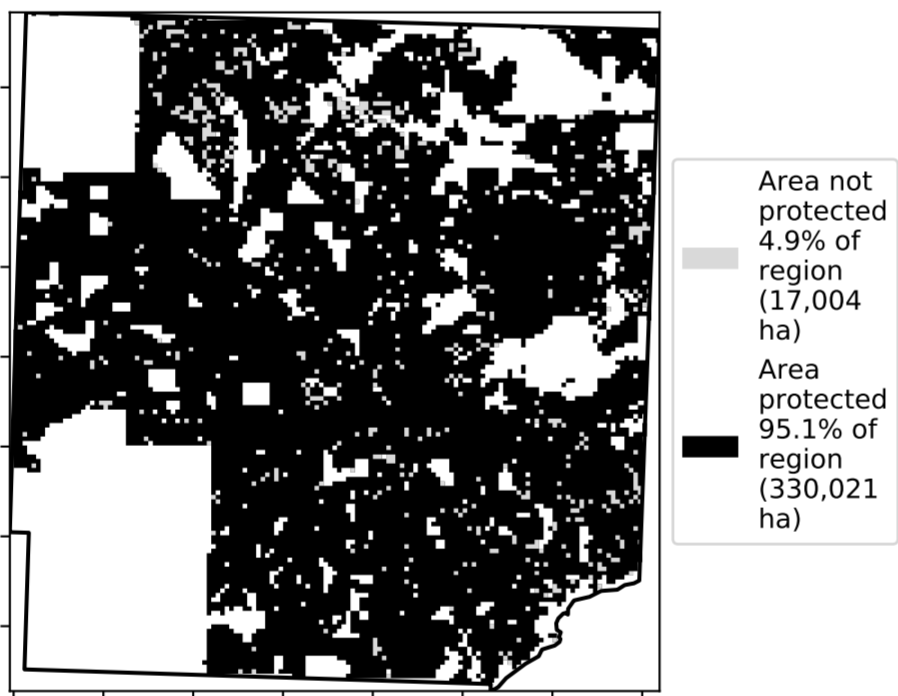 Area not
protected
4.9% of
region
(17,004
ha)
Area
protected
95.1% of
region
(330,021
ha)